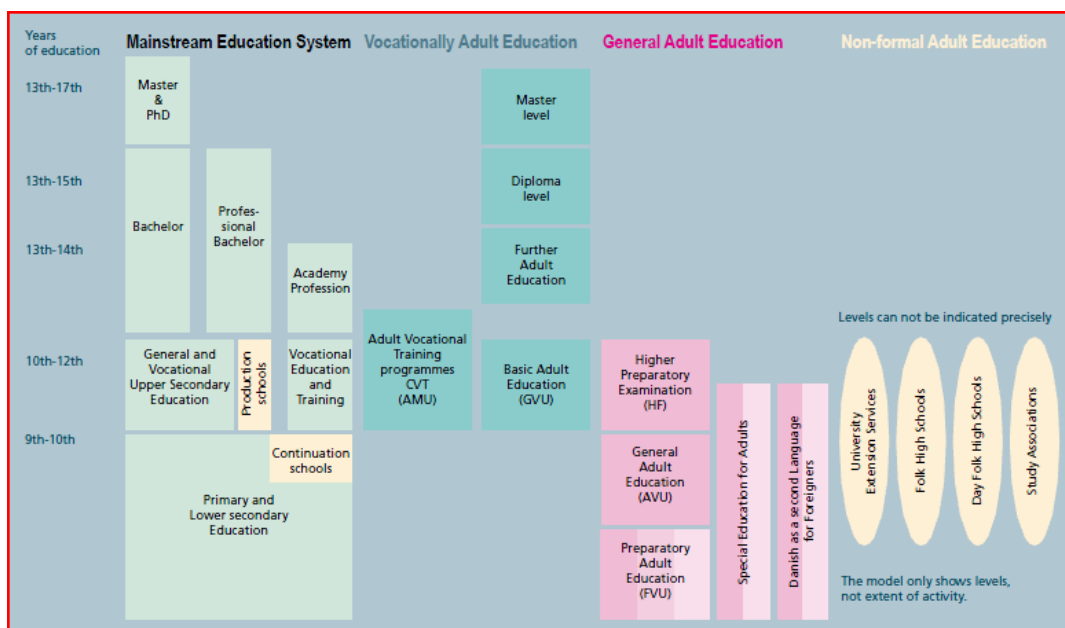 Years
of education
Mainstream Education System
Vocationally Adult Education
General Adult Education
Non-formal Adult Education
13th-17th
Master
&
PhD
Master
level
13th-15th
Diploma
level
Bachelor
Profes-
sional
Bachelor
13th-14th
Further
Adult
Education
Academy
Profession
Levels can not be indicated precisely
10th-12th
General and
Vocational
Upper Secondary
Education
Production
schools
Vocational
Education
and
Training
Adult Vocational
Training
programmes
CVT
(AMU)
Basic Adult
Education
(GVU)
Higher
Preparatory
Examination
(HF)
9th-10th
Continuation
schools
Primary and
Lower secondary
Education
General
Adult
Education
(AVU)
Preparatory
Adult
Education
(FVU)
Special Education for Adults
Danish as a second Language
for Foreigners
University
Extension Services
Folk High Schools
Day Folk High Schools
Study Associations
The model only shows levels,
not extent of activity.